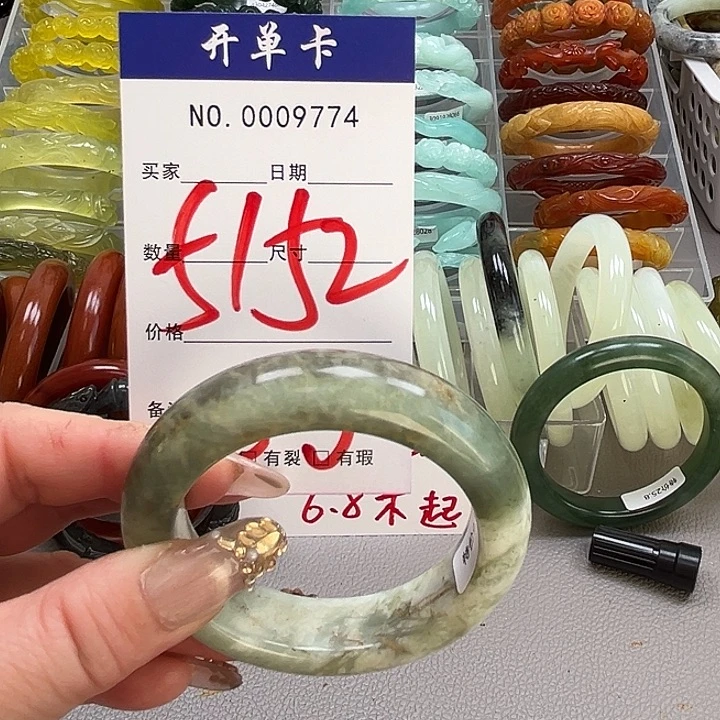 开单卡
NO.0009774
买家 日期
5152
数量 尺寸
价格
备
有裂 有瑕
6.8不起